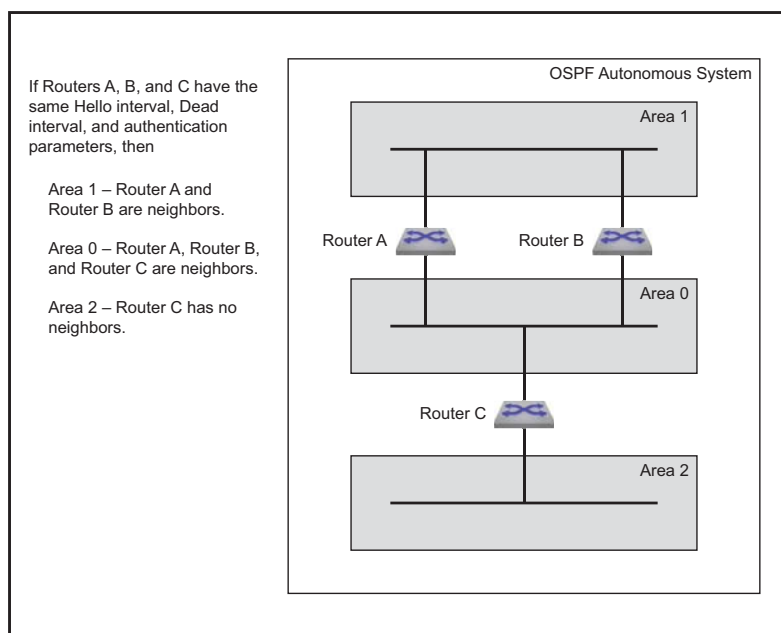 If Routers A, B, and C have the
same Hello interval, Dead
interval, and authentication
parameters, then
Area 1 – Router A and
Router B are neighbors.
Area 0 – Router A, Router B,
and Router C are neighbors.
Area 2 – Router C has no
neighbors.
OSPF Autonomous System
Area 1
Router A
Router B
Area 0
Router C
Area 2